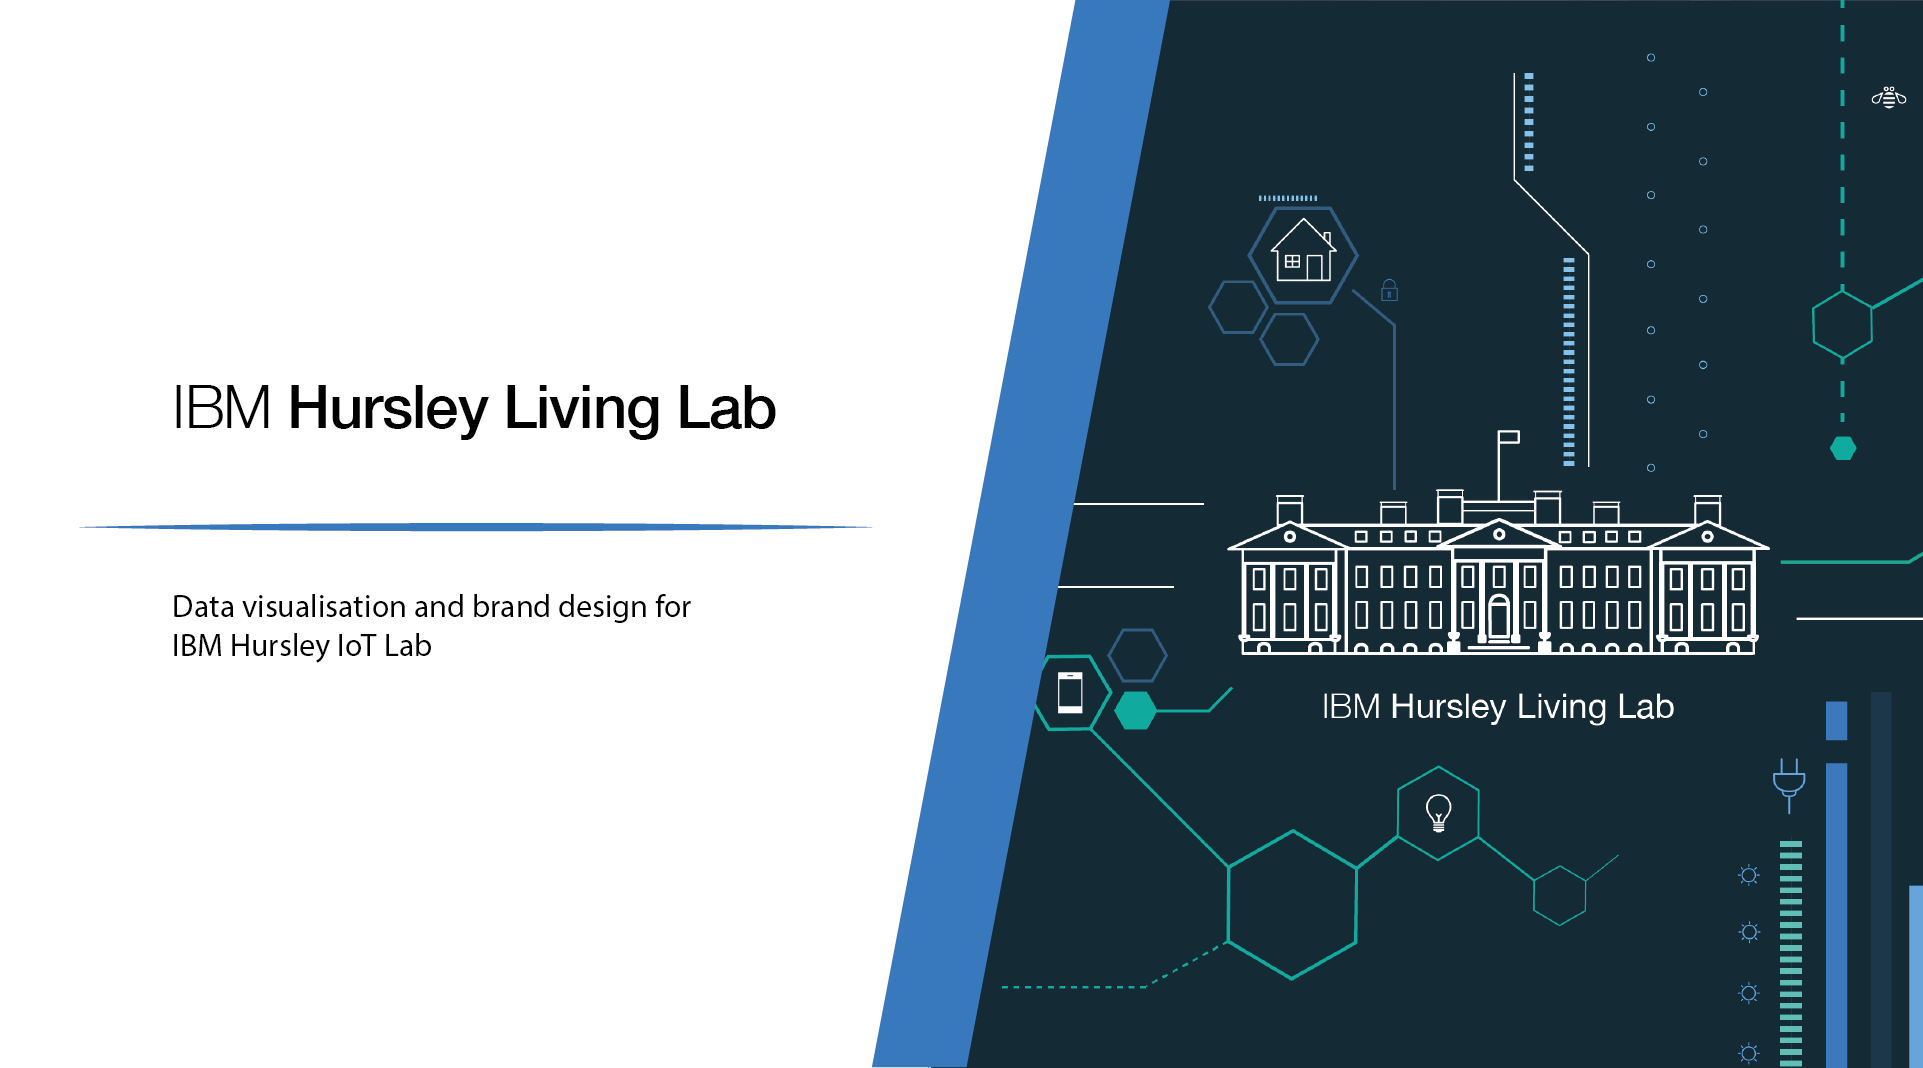 IBM Hursley Living Lab
Data visualisation and brand design for
IBM Hursley IoT Lab
IBM Hursley Living Lab